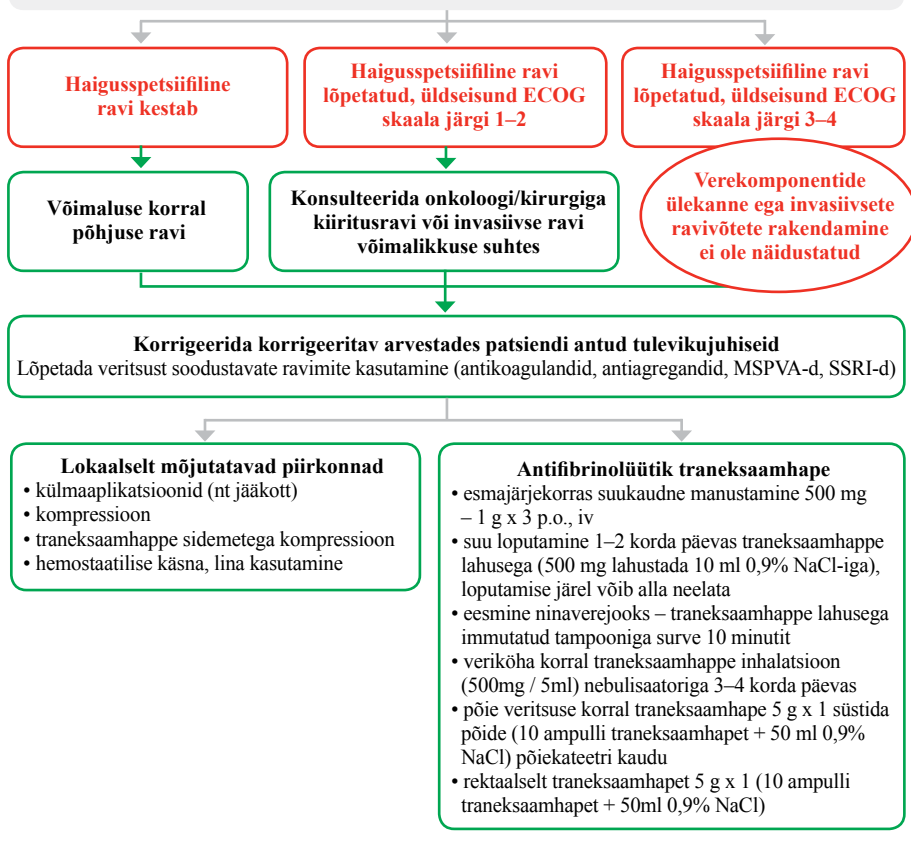 Haigusspetsiifiline
ravi kestab
Haigusspetsiifiline ravi
lõpetatud, üldseisund ECOG
skaala järgi 1–2
Haigusspetsiifiline ravi
lõpetatud, üldseisund ECOG
skaala järgi 3–4
Võimaluse korral
põhjuse ravi
Konsulteerida onkoloogi/kirurgiga
kiiritusravi või invasiivse ravi
võimalikkuse suhtes
Verekomponentide
ülekanne ega invasiivsete
ravivõtete rakendamine
ei ole näidustatud
Korrigeerida korrigeeritav arvestades patsiendi antud tulevikujuhiseid
Lõpetada veritsust soodustavate ravimite kasutamine (antikoagulandid, antiagregandid, MSPVA-d, SSRI-d)
Lokaalselt mõjutatavad piirkonnad
• külmaaplikatsioonid (nt jääkott)
• kompressioon
• traneksaamhappe sidemetega kompressioon
• hemostaatilise käsna, lina kasutamine
Antifibrinolüütik traneksaamhape
• esmajärjekorras suukaudne manustamine 500 mg
– 1 g x 3 p.o., iv
• suu loputamine 1–2 korda päevas traneksaamhappe
lahusega (500 mg lahustada 10 ml 0,9% NaCl-iga),
loputamise järel võib alla neelata
• eesmine ninaverejooks – traneksaamhappe lahusega
immutatud tampooniga surve 10 minutit
• veriköha korral traneksaamhappe inhalatsioon
(500mg / 5ml) nebulisaatoriga 3–4 korda päevas
• põie veritsuse korral traneksaamhape 5 g x 1 süstida
põide (10 ampulli traneksaamhapet + 50 ml 0,9%
NaCl) põiekateetri kaudu
• rektaalselt traneksaamhapet 5 g x 1 (10 ampulli
traneksaamhapet + 50ml 0,9% NaCl)